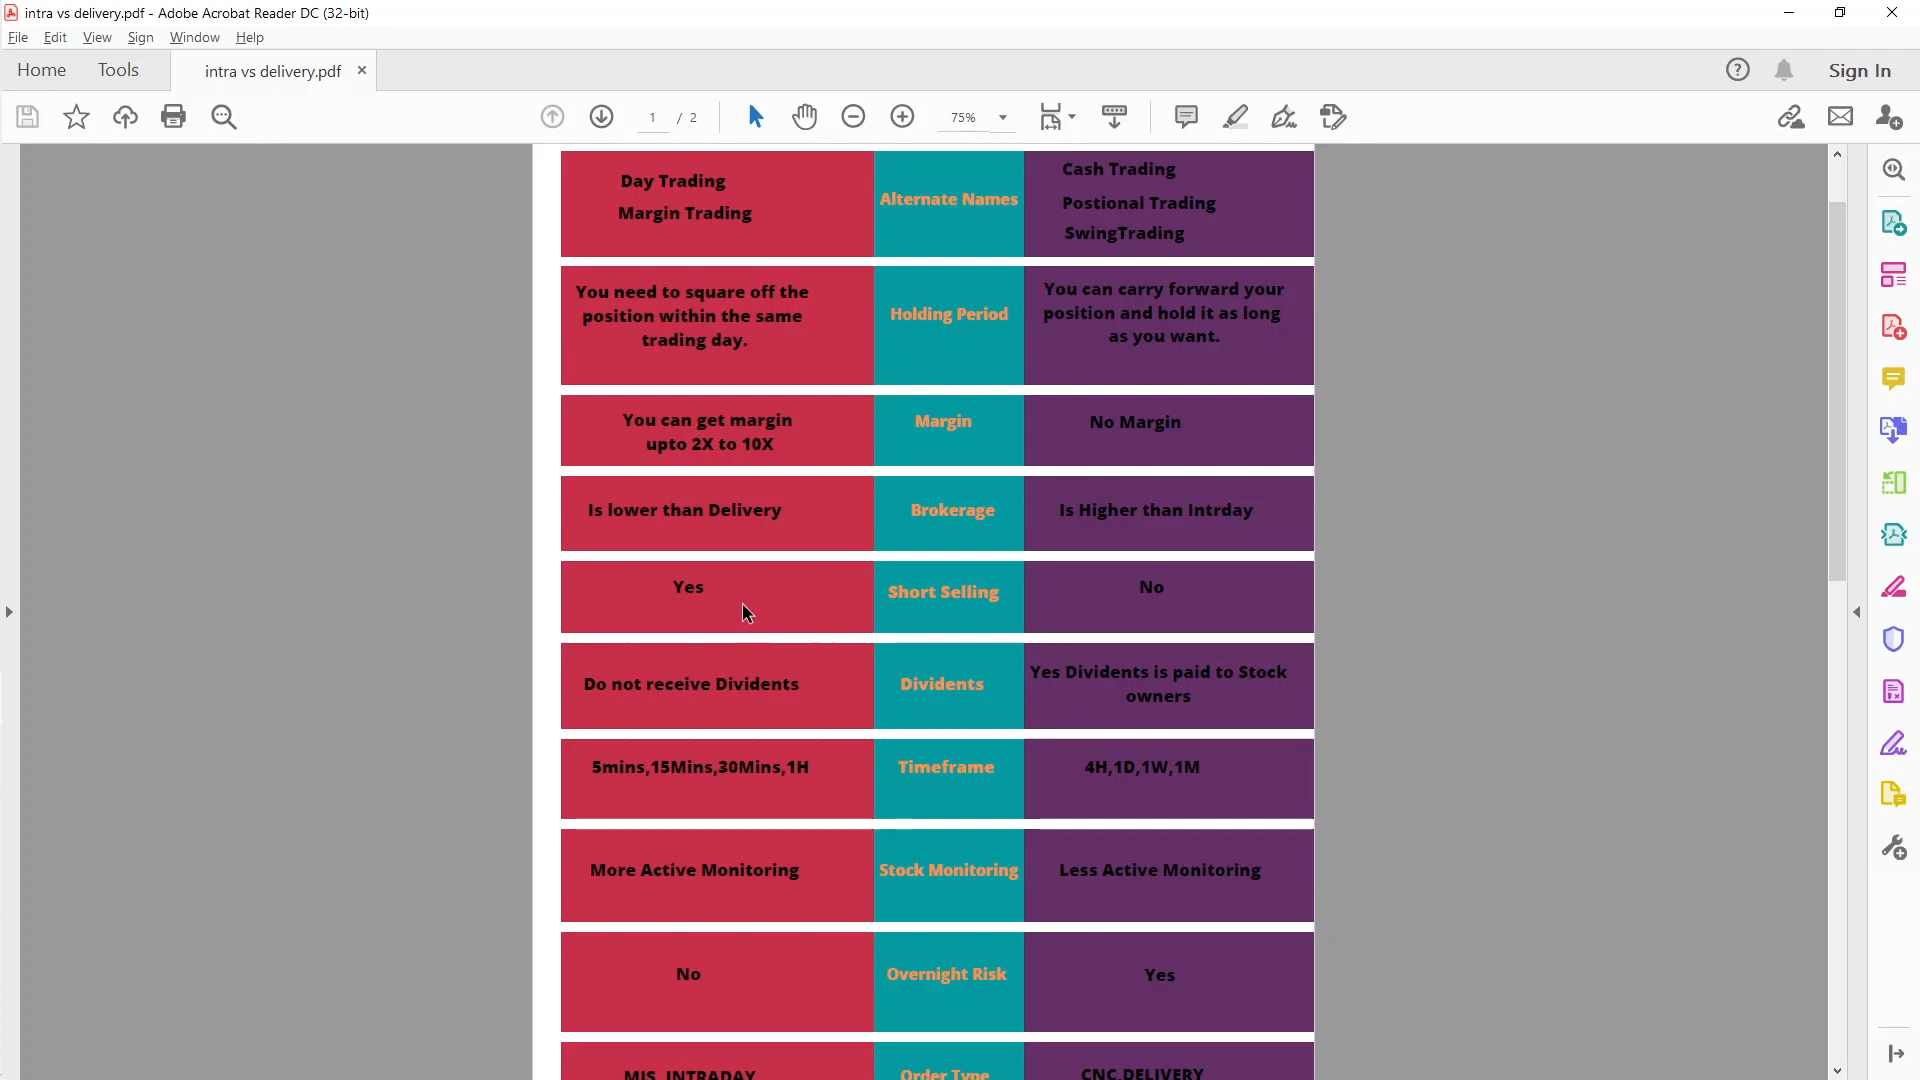 intra vs delivery.pdf - Adobe Acrobat Reader DC (32-bit)
File Edit View Sign Window Help
Home Tools intra vs delivery.pdf × Sign In
1 / 2 75%
Day Trading
Margin Trading
Alternate Names
Cash Trading
Postional Trading
SwingTrading
You need to square off the
position within the same
trading day.
Holding Period
You can carry forward your
position and hold it as long
as you want.
You can get margin
upto 2X to 10X
Margin
No Margin
Is lower than Delivery
Brokerage
Is Higher than Intrday
Yes
Short Selling
No
Do not receive Dividents
Dividents
Yes Dividents is paid to Stock
owners
5mins,15Mins,30Mins,1H
Timeframe
4H,1D,1W,1M
More Active Monitoring
Stock Monitoring
Less Active Monitoring
No
Overnight Risk
Yes
MIS, INTRADAY
Order Type
CNC,DELIVERY